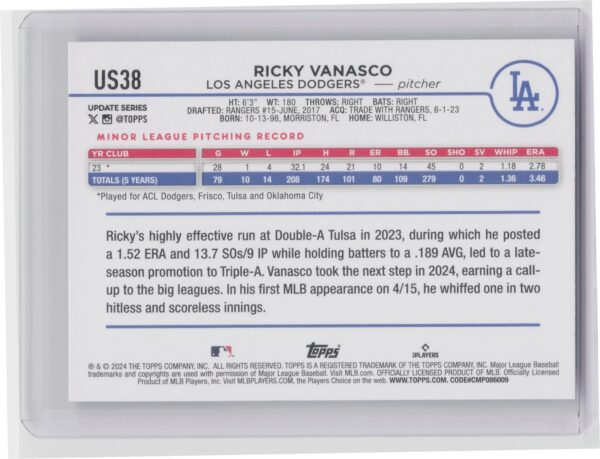 US38
RICKY VANASCO
LOS ANGELES DODGERS® — pitcher
LA
UPDATE SERIES
@TOPPS
HT: 6'3" WT: 180 THROWS: RIGHT BATS: RIGHT
DRAFTED: RANGERS #15-JUNE, 2017 ACQ: TRADE WITH RANGERS, 6-1-23
BORN: 10-13-98, MORRISTON, FL HOME: WILLISTON, FL
MINOR LEAGUE PITCHING RECORD
YR CLUB G W L IP H R ER BB SO SHO SV WHIP ERA
23 * 28 1 4 32.1 24 21 10 14 45 0 2 1.18 2.78
TOTALS (5 YEARS) 79 10 14 208 174 101 80 109 279 0 2 1.36 3.46
*Played for ACL Dodgers, Frisco, Tulsa and Oklahoma City
Ricky's highly effective run at Double-A Tulsa in 2023, during which he posted
a 1.52 ERA and 13.7 SOs/9 IP while holding batters to a .189 AVG, led to a late-
season promotion to Triple-A. Vanasco took the next step in 2024, earning a call-
up to the big leagues. In his first MLB appearance on 4/15, he whiffed one in two
hitless and scoreless innings.
Topps
PLAYERS
® & © 2024 THE TOPPS COMPANY, INC. ALL RIGHTS RESERVED. TOPPS IS A REGISTERED TRADEMARK OF THE TOPPS COMPANY, INC. Major League Baseball
trademarks and copyrights are used with permission of Major League Baseball. Visit MLB.com. OFFICIALLY LICENSED PRODUCT OF MLB. Officially Licensed
Product of MLB Players, Inc. Visit MLBPLAYERS.COM, the Players Choice on the web. WWW.TOPPS.COM. CODE#CMP086009